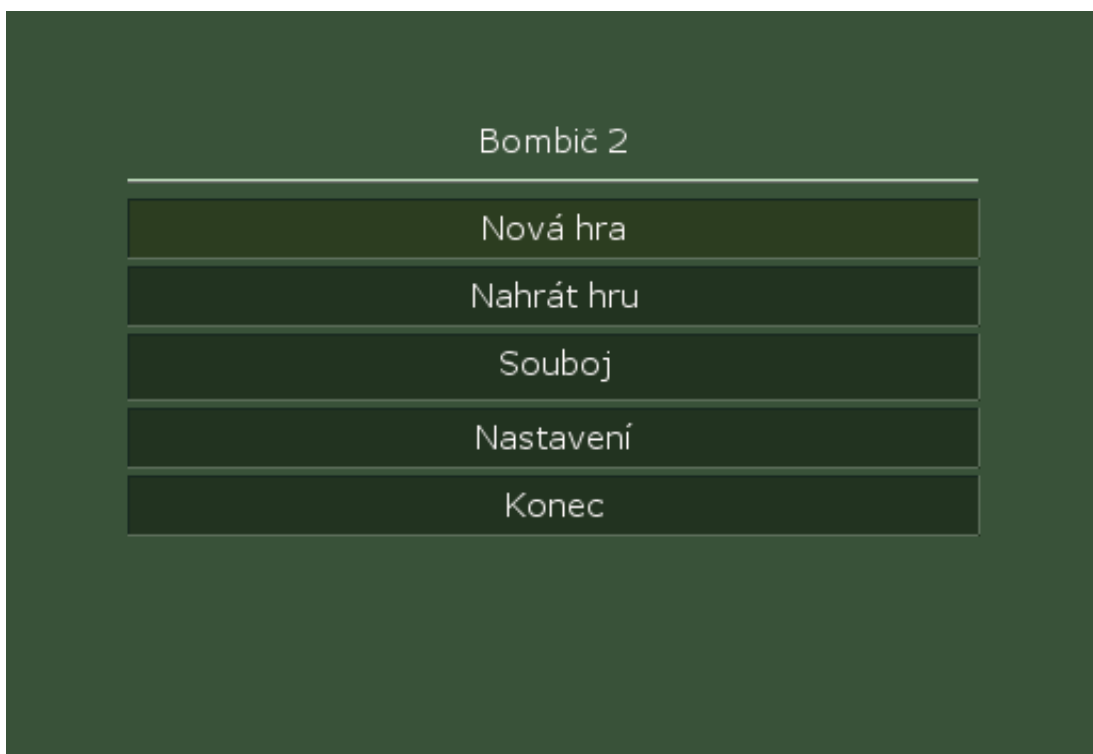 Bombič 2
Nová hra
Nahrát hru
Souboj
Nastavení
Konec